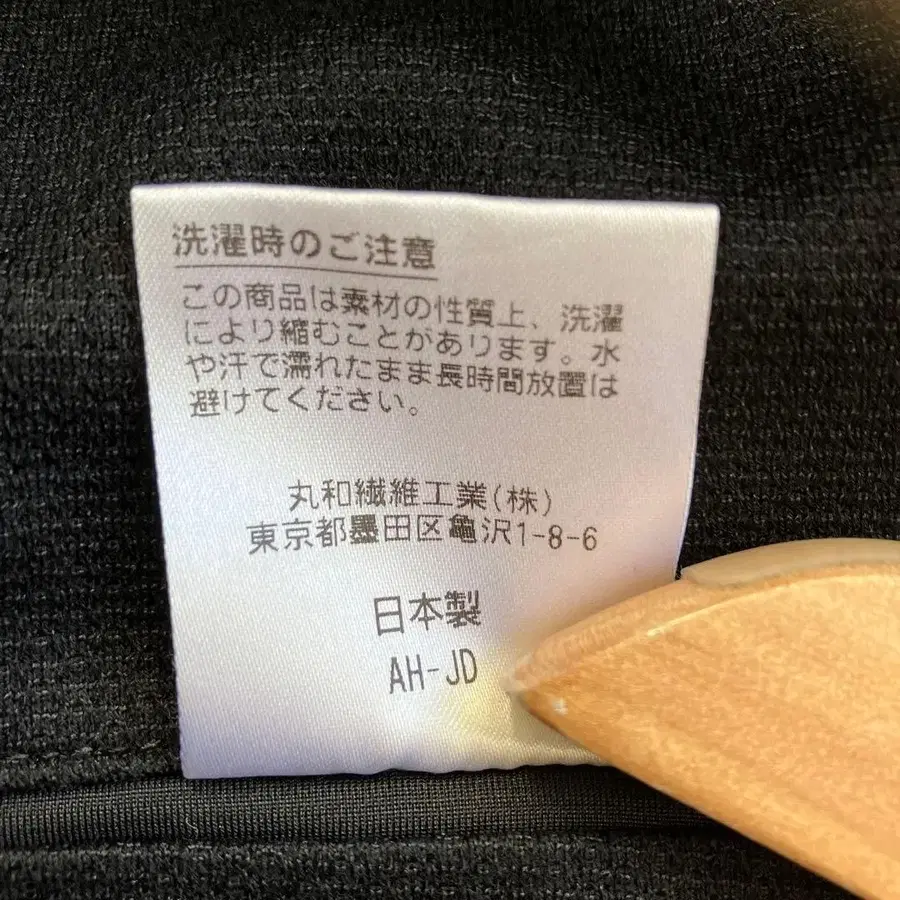 洗濯時のご注意
この商品は素材の性質上、洗濯
により縮むことがあります。水
や汗で濡れたまま長時間放置は
避けてください。
丸和繊維工業(株)
東京都墨田区亀沢1-8-6
日本製
AH-JD